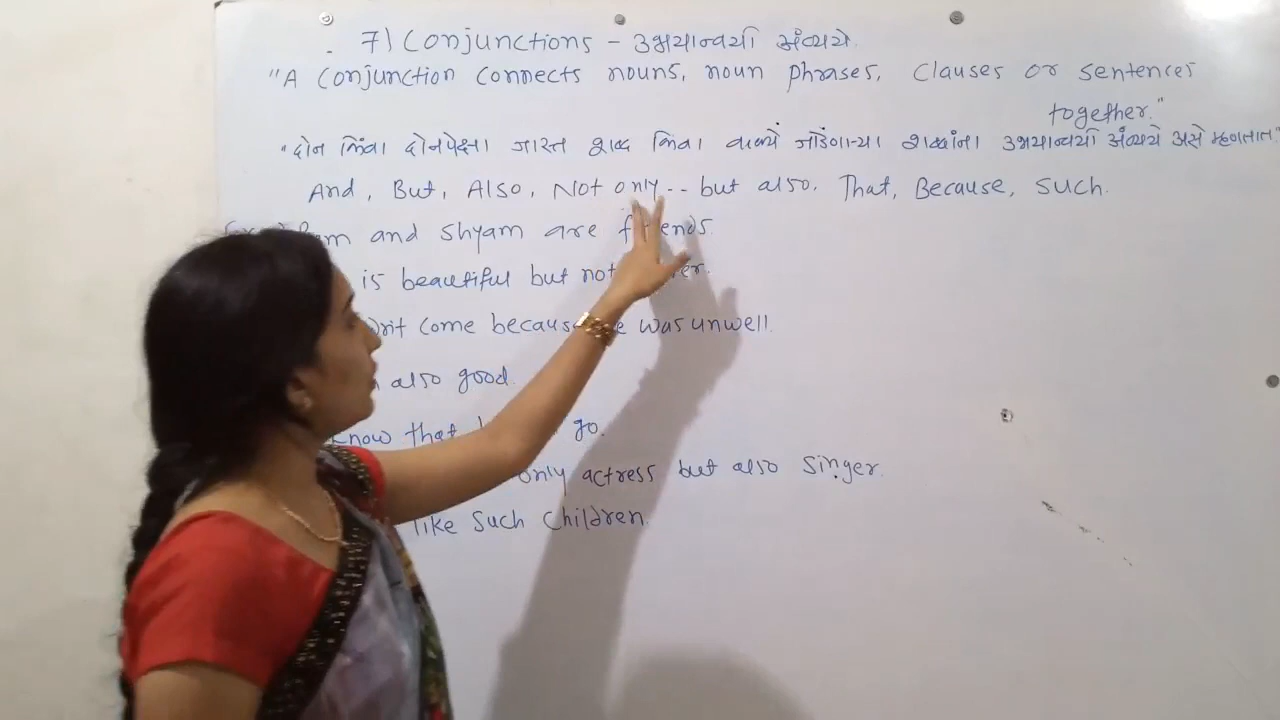 7) Conjunctions - उभयान्वयी अव्यये.
"A Conjunction connects nouns, noun phrases, clauses or sentences
together."
"दोन किंवा दोनपेक्षा जास्त शब्द किंवा वाक्ये जोडणाऱ्या शब्दांना उभयान्वयी अव्यये असे म्हणतात."
And, But, Also, Not only -- but also, That, Because, Such.
and Shyam are friends.
is beautiful but not
come because was unwell.
also good.
know that go.
only actress but also singer.
like such children.